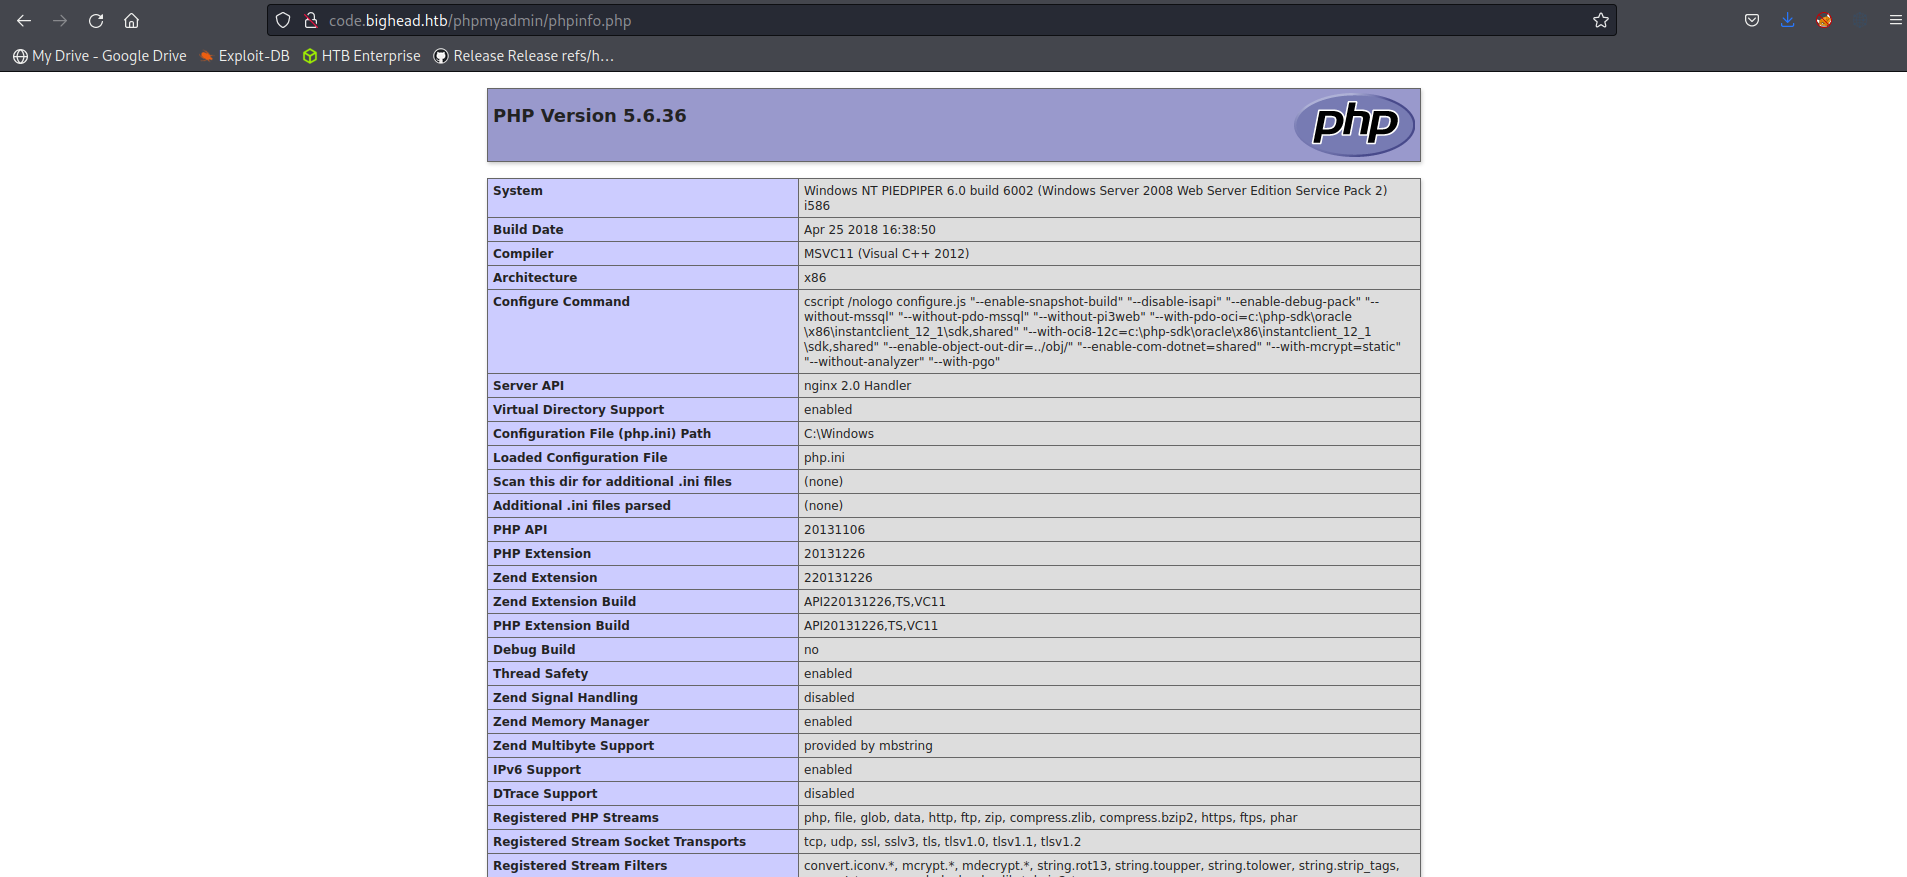 code.bighead.htb/phpmyadmin/phpinfo.php
My Drive - Google Drive
Exploit-DB
HTB Enterprise
Release Release refs/h…
PHP Version 5.6.36
php
System
Windows NT PIEDPIPER 6.0 build 6002 (Windows Server 2008 Web Server Edition Service Pack 2)
i586
Build Date
Apr 25 2018 16:38:50
Compiler
MSVC11 (Visual C++ 2012)
Architecture
x86
Configure Command
cscript /nologo configure.js "--enable-snapshot-build" "--disable-isapi" "--enable-debug-pack" "--
without-mssql" "--without-pdo-mssql" "--without-pi3web" "--with-pdo-oci=c:\php-sdk\oracle
\x86\instantclient_12_1\sdk,shared" "--with-oci8-12c=c:\php-sdk\oracle\x86\instantclient_12_1
\sdk,shared" "--enable-object-out-dir=../obj/" "--enable-com-dotnet=shared" "--with-mcrypt=static"
"--without-analyzer" "--with-pgo"
Server API
nginx 2.0 Handler
Virtual Directory Support
enabled
Configuration File (php.ini) Path
C:\Windows
Loaded Configuration File
php.ini
Scan this dir for additional .ini files
(none)
Additional .ini files parsed
(none)
PHP API
20131106
PHP Extension
20131226
Zend Extension
220131226
Zend Extension Build
API220131226,TS,VC11
PHP Extension Build
API20131226,TS,VC11
Debug Build
no
Thread Safety
enabled
Zend Signal Handling
disabled
Zend Memory Manager
enabled
Zend Multibyte Support
provided by mbstring
IPv6 Support
enabled
DTrace Support
disabled
Registered PHP Streams
php, file, glob, data, http, ftp, zip, compress.zlib, compress.bzip2, https, ftps, phar
Registered Stream Socket Transports
tcp, udp, ssl, sslv3, tls, tlsv1.0, tlsv1.1, tlsv1.2
Registered Stream Filters
convert.iconv.*, mcrypt.*, mdecrypt.*, string.rot13, string.toupper, string.tolower, string.strip_tags,